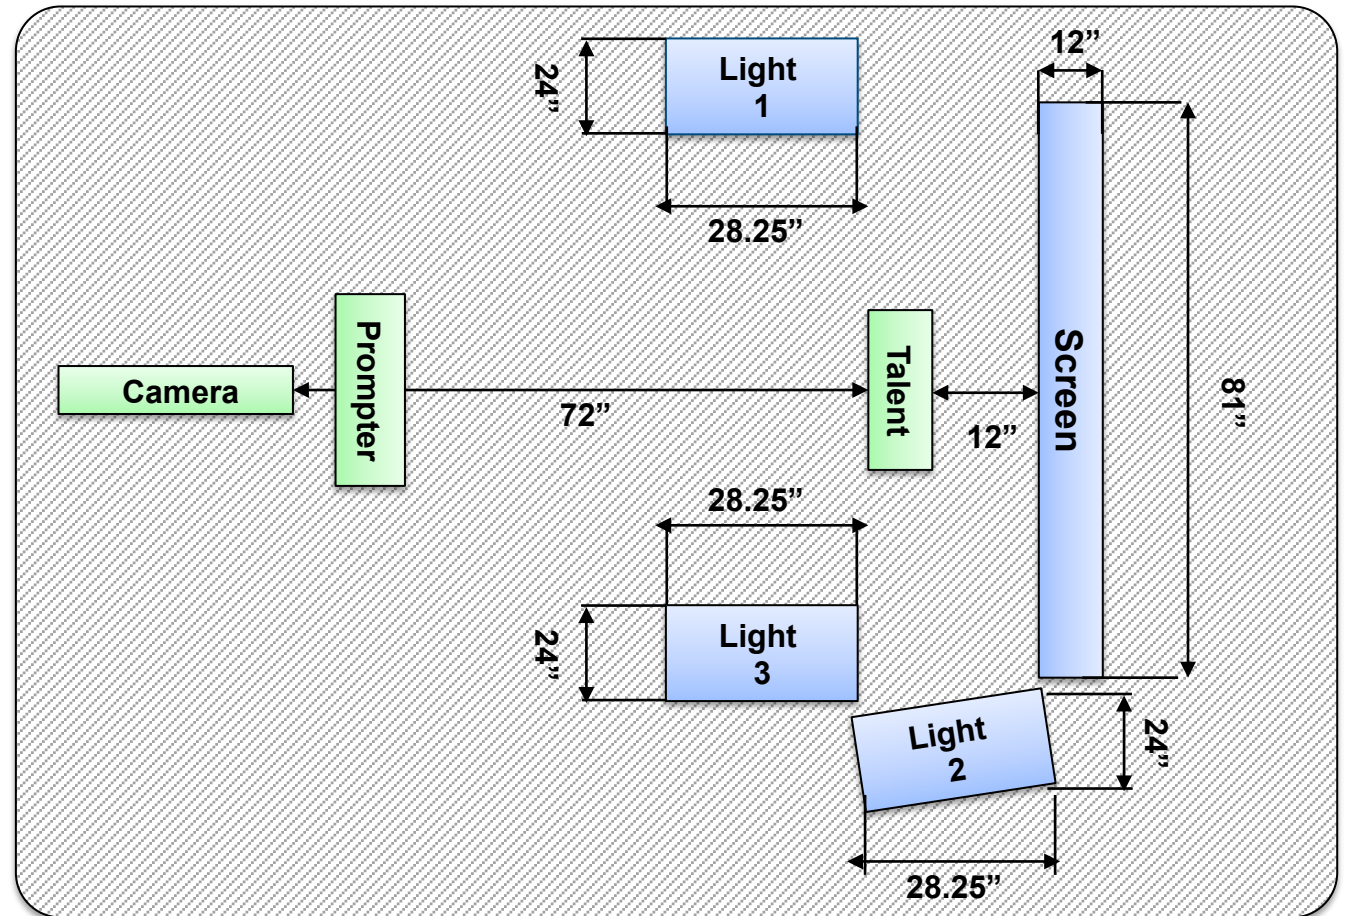 12”
Light
1
24”
28.25”
Prompter
Talent
Screen
Camera
72”
12”
81”
28.25”
Light
3
24”
Light
2
24”
28.25”